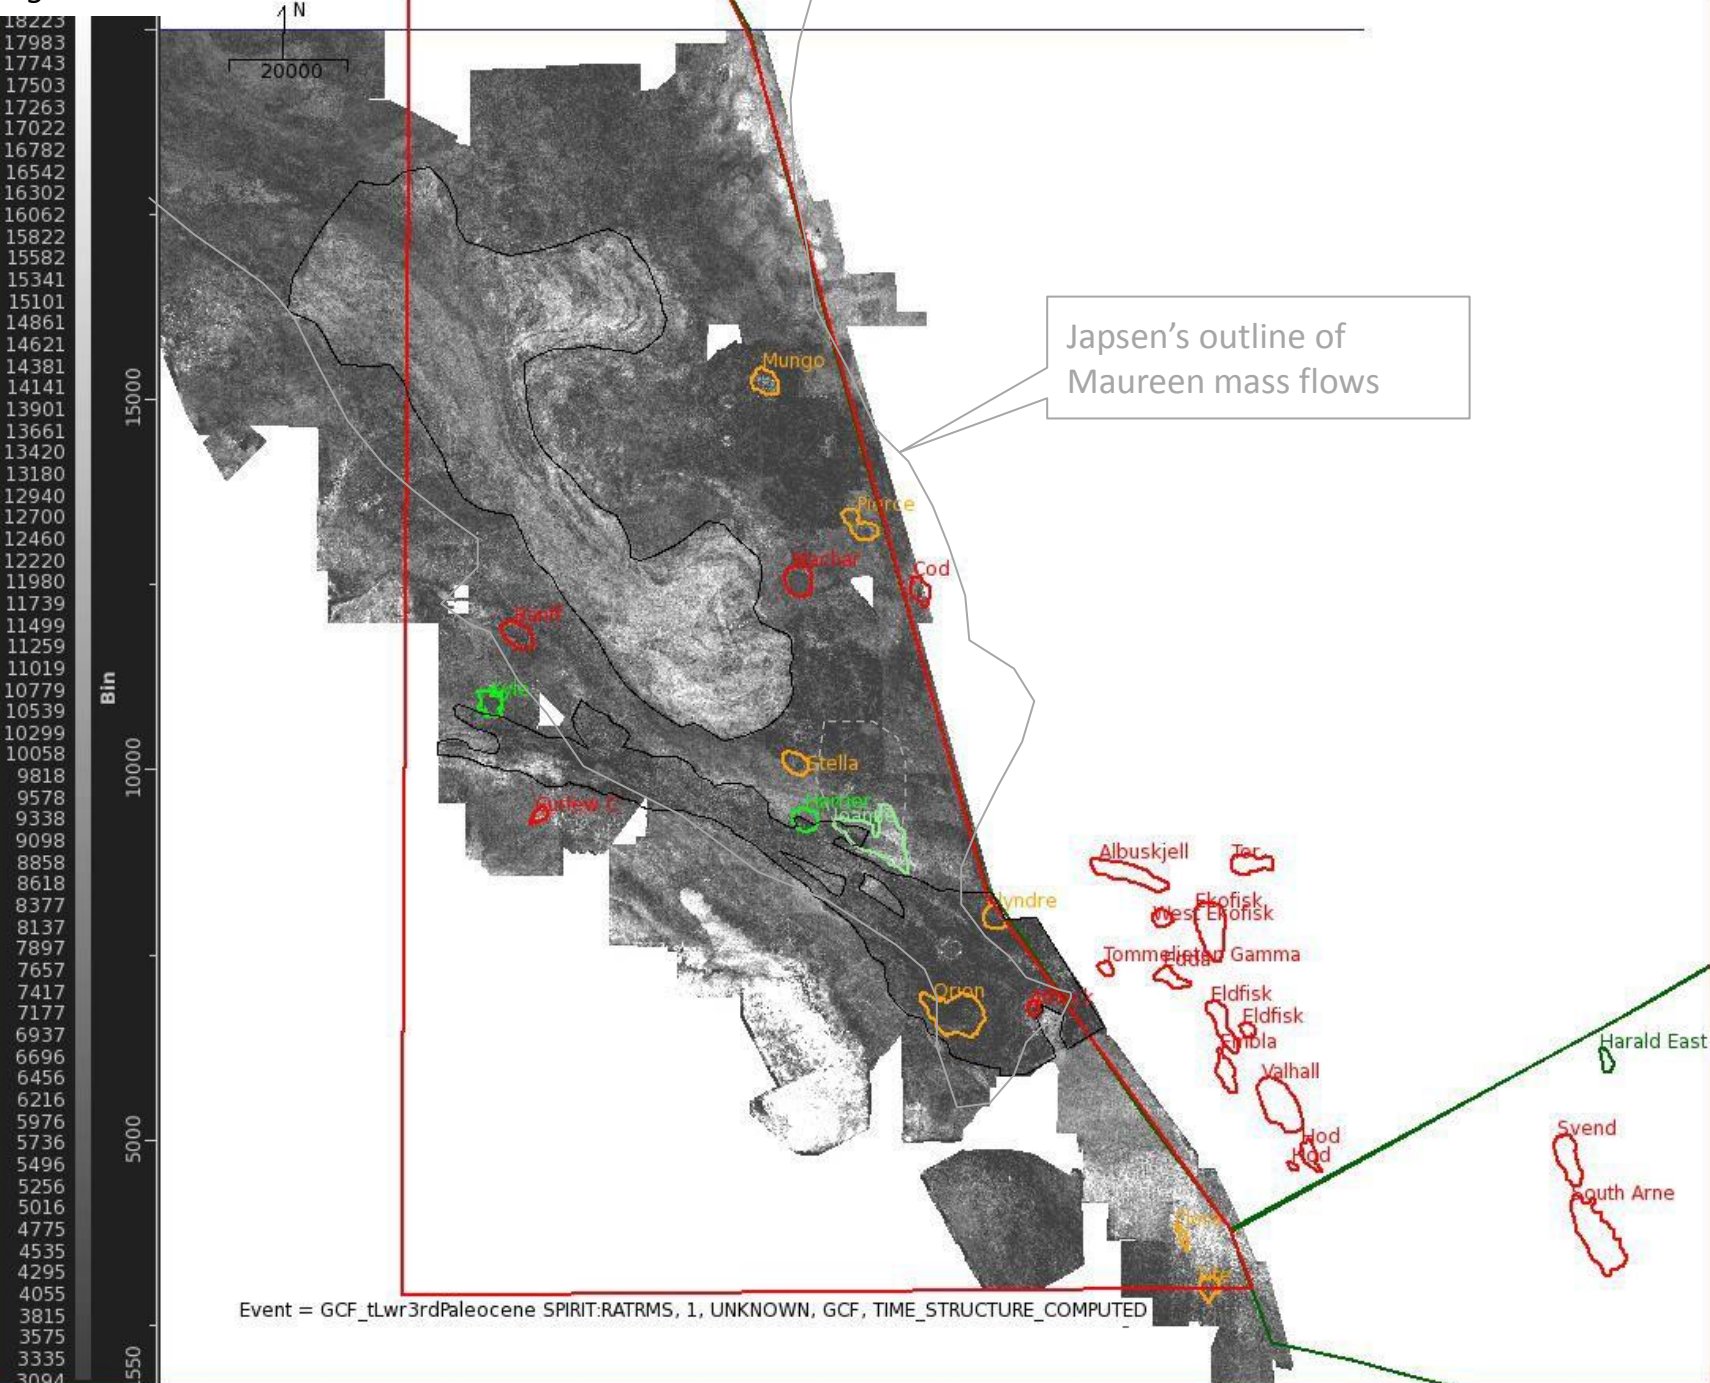 18223
17983
17743
17503
17263
17022
16782
16542
16302
16062
15822
15582
15341
15101
14861
14621
14381
14141
13901
13661
13420
13180
12940
12700
12460
12220
11980
11739
11499
11259
11019
10779
10539
10299
10058
9818
9578
9338
9098
8858
8618
8377
8137
7897
7657
7417
7177
6937
6696
6456
6216
5976
5736
5496
5256
5016
4775
4535
4295
4055
3815
3575
3335
3094
Bin
15000
10000
5000
550
N
20000
Japsen's outline of
Maureen mass flows
Mungo
Pierce
Machar
Cod
Banff
Kyle
Stella
Curlew C
Harrier
Joanne
Albuskjell
Tor
Ekofisk
West Ekofisk
Tommelieten Gamma
Edda
Orion
Eldfisk
Eldfisk
Embla
Harald East
Valhall
Hod
Hod
Svend
South Arne
Event = GCF_tLwr3rdPaleocene SPIRIT:RATRMS, 1, UNKNOWN, GCF, TIME_STRUCTURE_COMPUTED